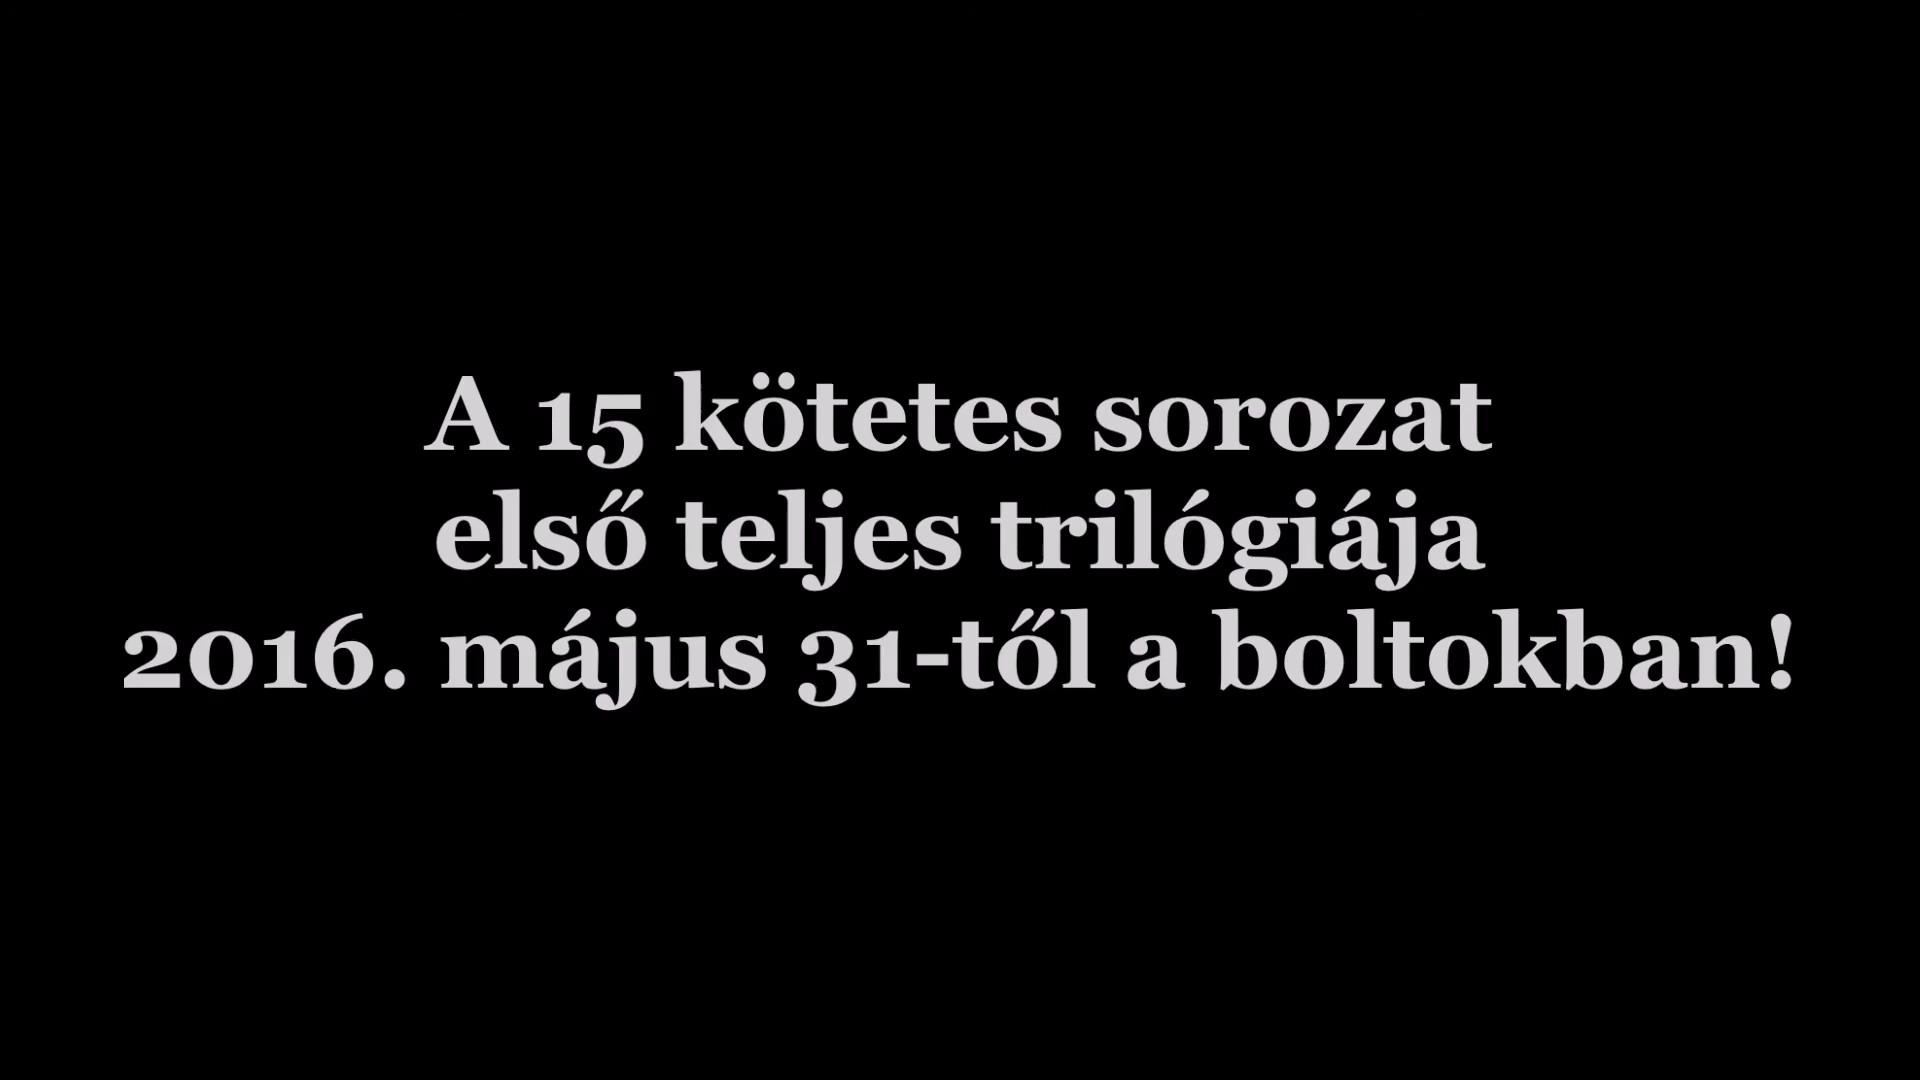 A 15 kötetes sorozat
első teljes trilógiája
2016. május 31-től a boltokban!